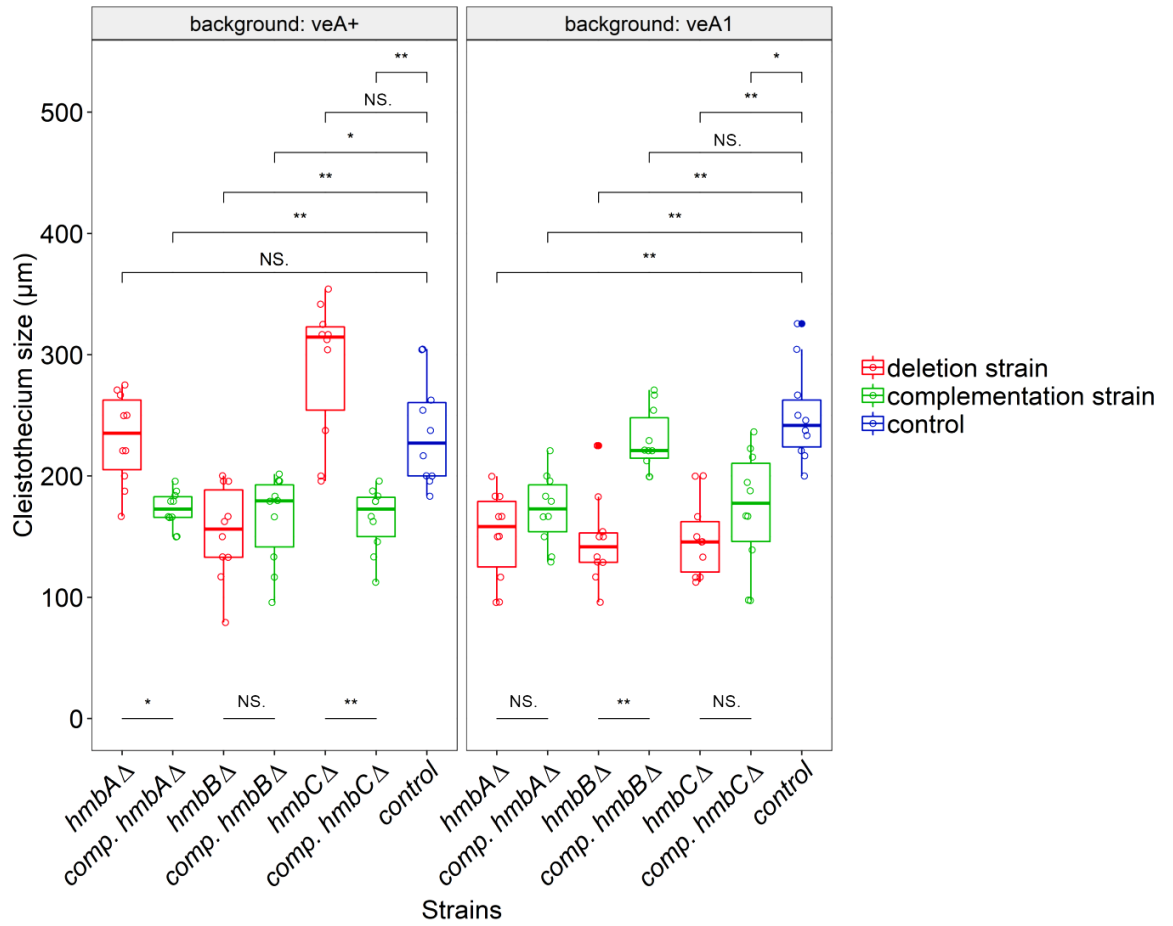 background: veA+
background: veA1
Cleistothecium size (µm)
500
400
300
200
100
0
**
NS.
*
**
**
NS.
*
NS.
**
*
**
NS.
**
**
**
NS.
**
NS.
hmbAΔ
comp. hmbAΔ
hmbBΔ
comp. hmbBΔ
hmbCΔ
comp. hmbCΔ
control
hmbAΔ
comp. hmbAΔ
hmbBΔ
comp. hmbBΔ
hmbCΔ
comp. hmbCΔ
control
Strains
deletion strain
complementation strain
control